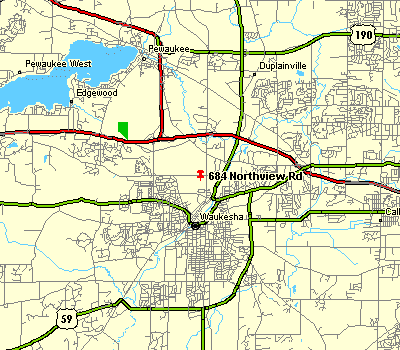 190
Pewaukee
Pewaukee West
Duplainville
Edgewood
684 Northview Rd
Waukesha
Call
59